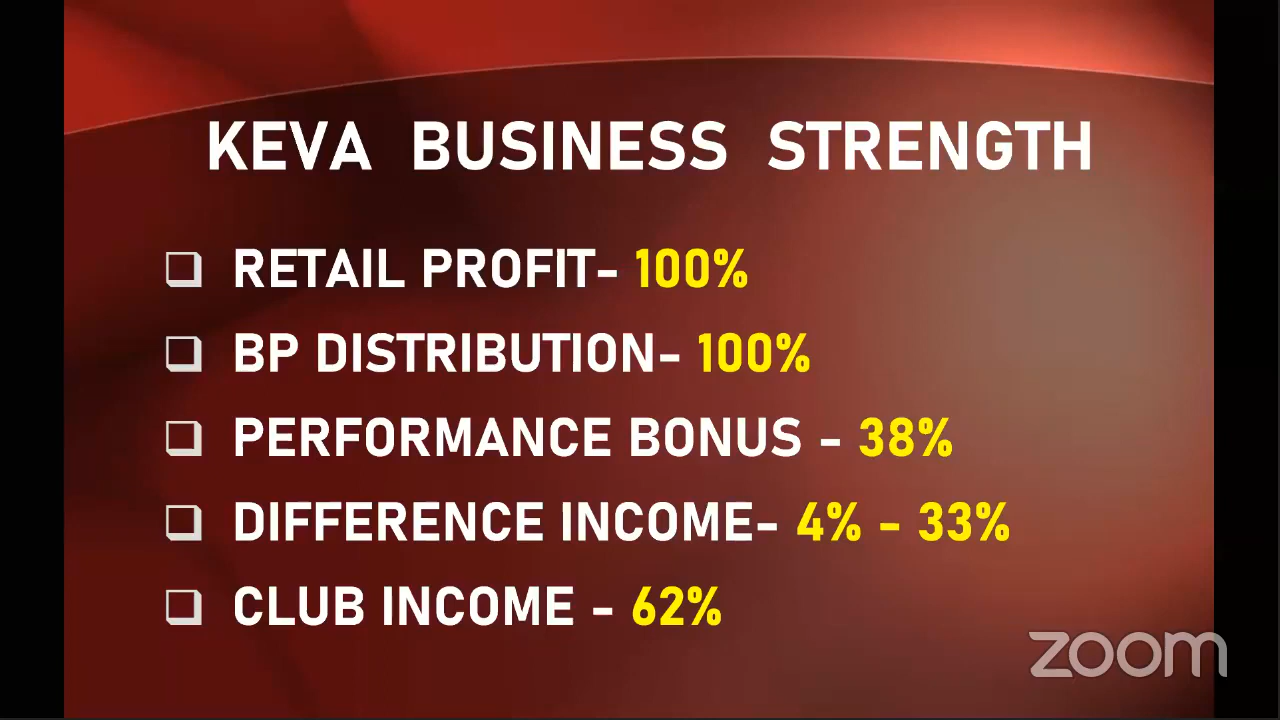 KEVA BUSINESS STRENGTH
RETAIL PROFIT- 100%
BP DISTRIBUTION- 100%
PERFORMANCE BONUS - 38%
DIFFERENCE INCOME- 4% - 33%
CLUB INCOME - 62%
zoom